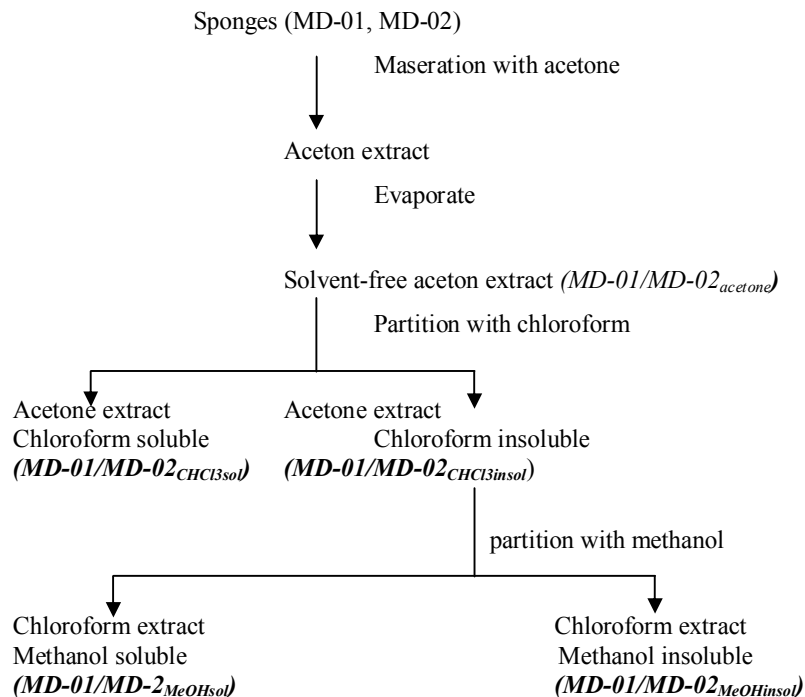 Sponges (MD-01, MD-02)
Maseration with acetone
Aceton extract
Evaporate
Solvent-free aceton extract (MD-01/MD-02acetone)
Partition with chloroform
Acetone extract
Chloroform soluble
(MD-01/MD-02CHCl3sol)
Acetone extract
Chloroform insoluble
(MD-01/MD-02CHCl3insol)
partition with methanol
Chloroform extract
Methanol soluble
(MD-01/MD-2MeOHsol)
Chloroform extract
Methanol insoluble
(MD-01/MD-02MeOHinsol)